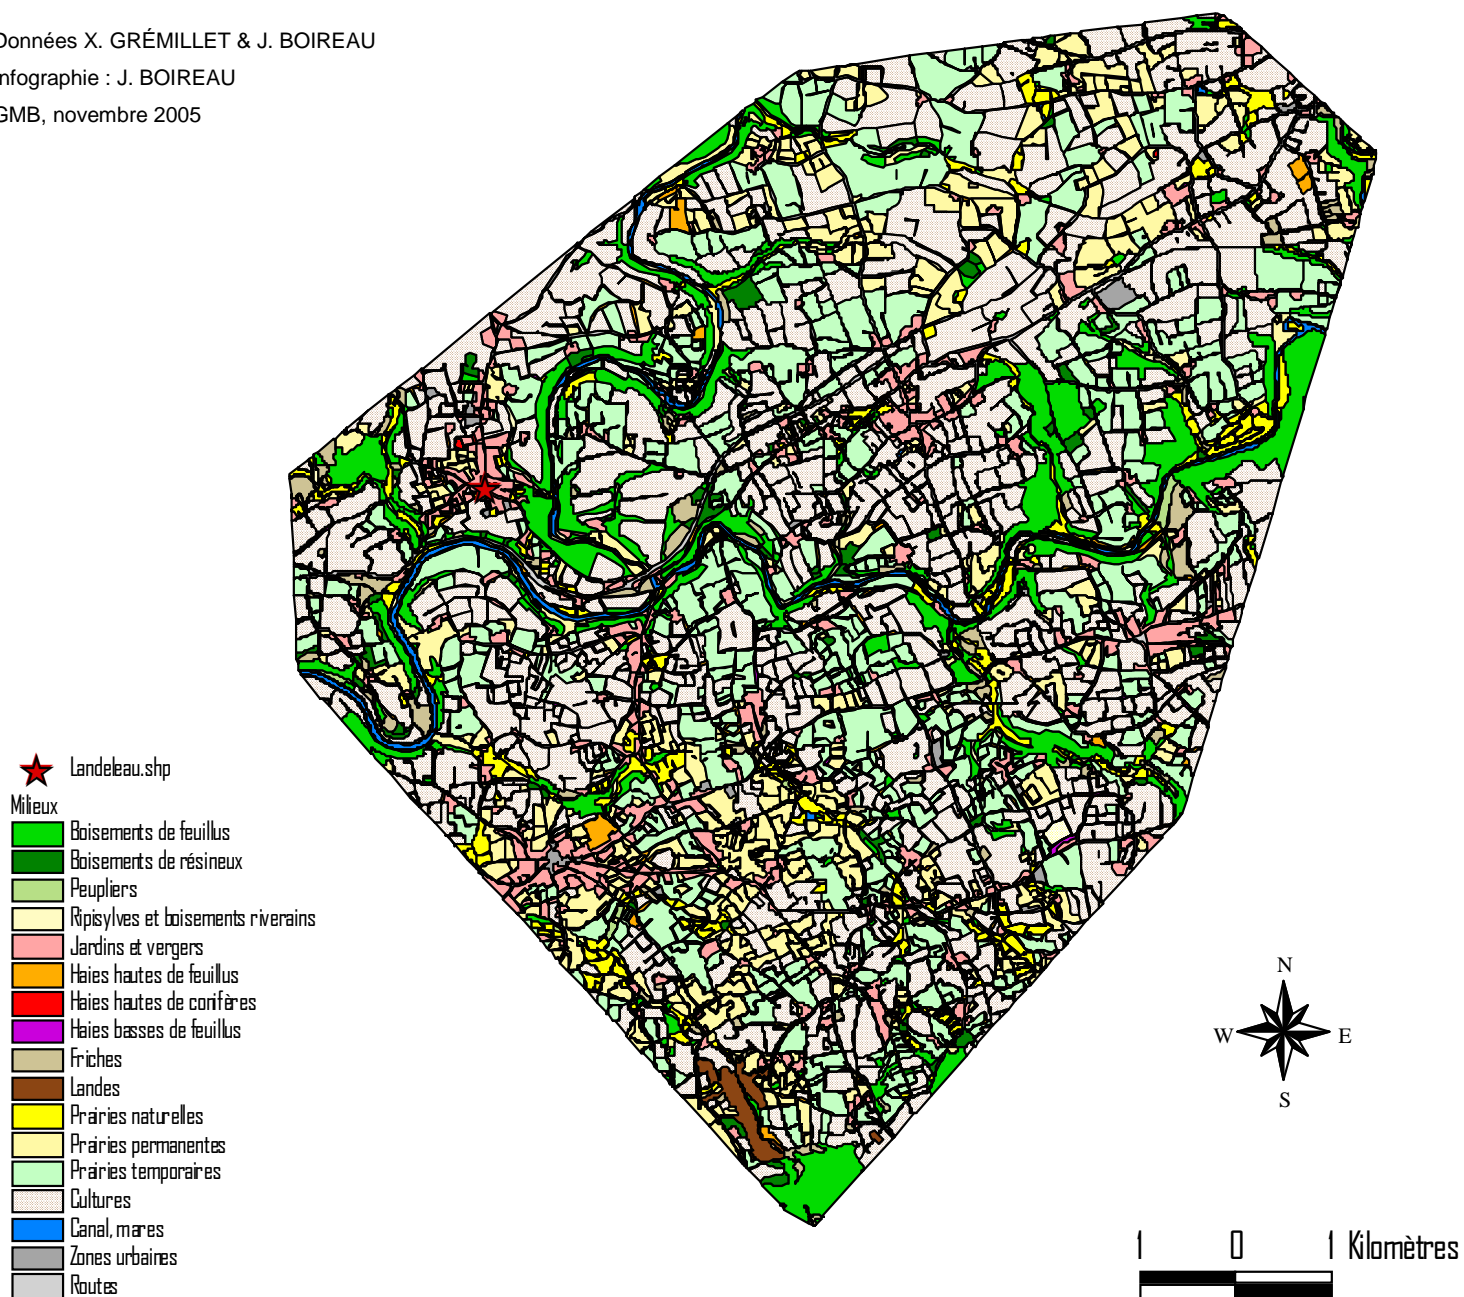 Données X. GRÉMILLET & J. BOIREAU
Infographie : J. BOIREAU
GMB, novembre 2005
Landeleau.shp
Milieux
Boisements de feuillus
Boisements de résineux
Peupliers
Ripisylves et boisements riverains
Jardins et vergers
Haies hautes de feuillus
Haies hautes de conifères
Haies basses de feuillus
Friches
Landes
Prairies naturelles
Prairies permanentes
Prairies temporaires
Cultures
Canal, mares
Zones urbaines
Routes
N
W E
S
1 0 1 Kilomètres